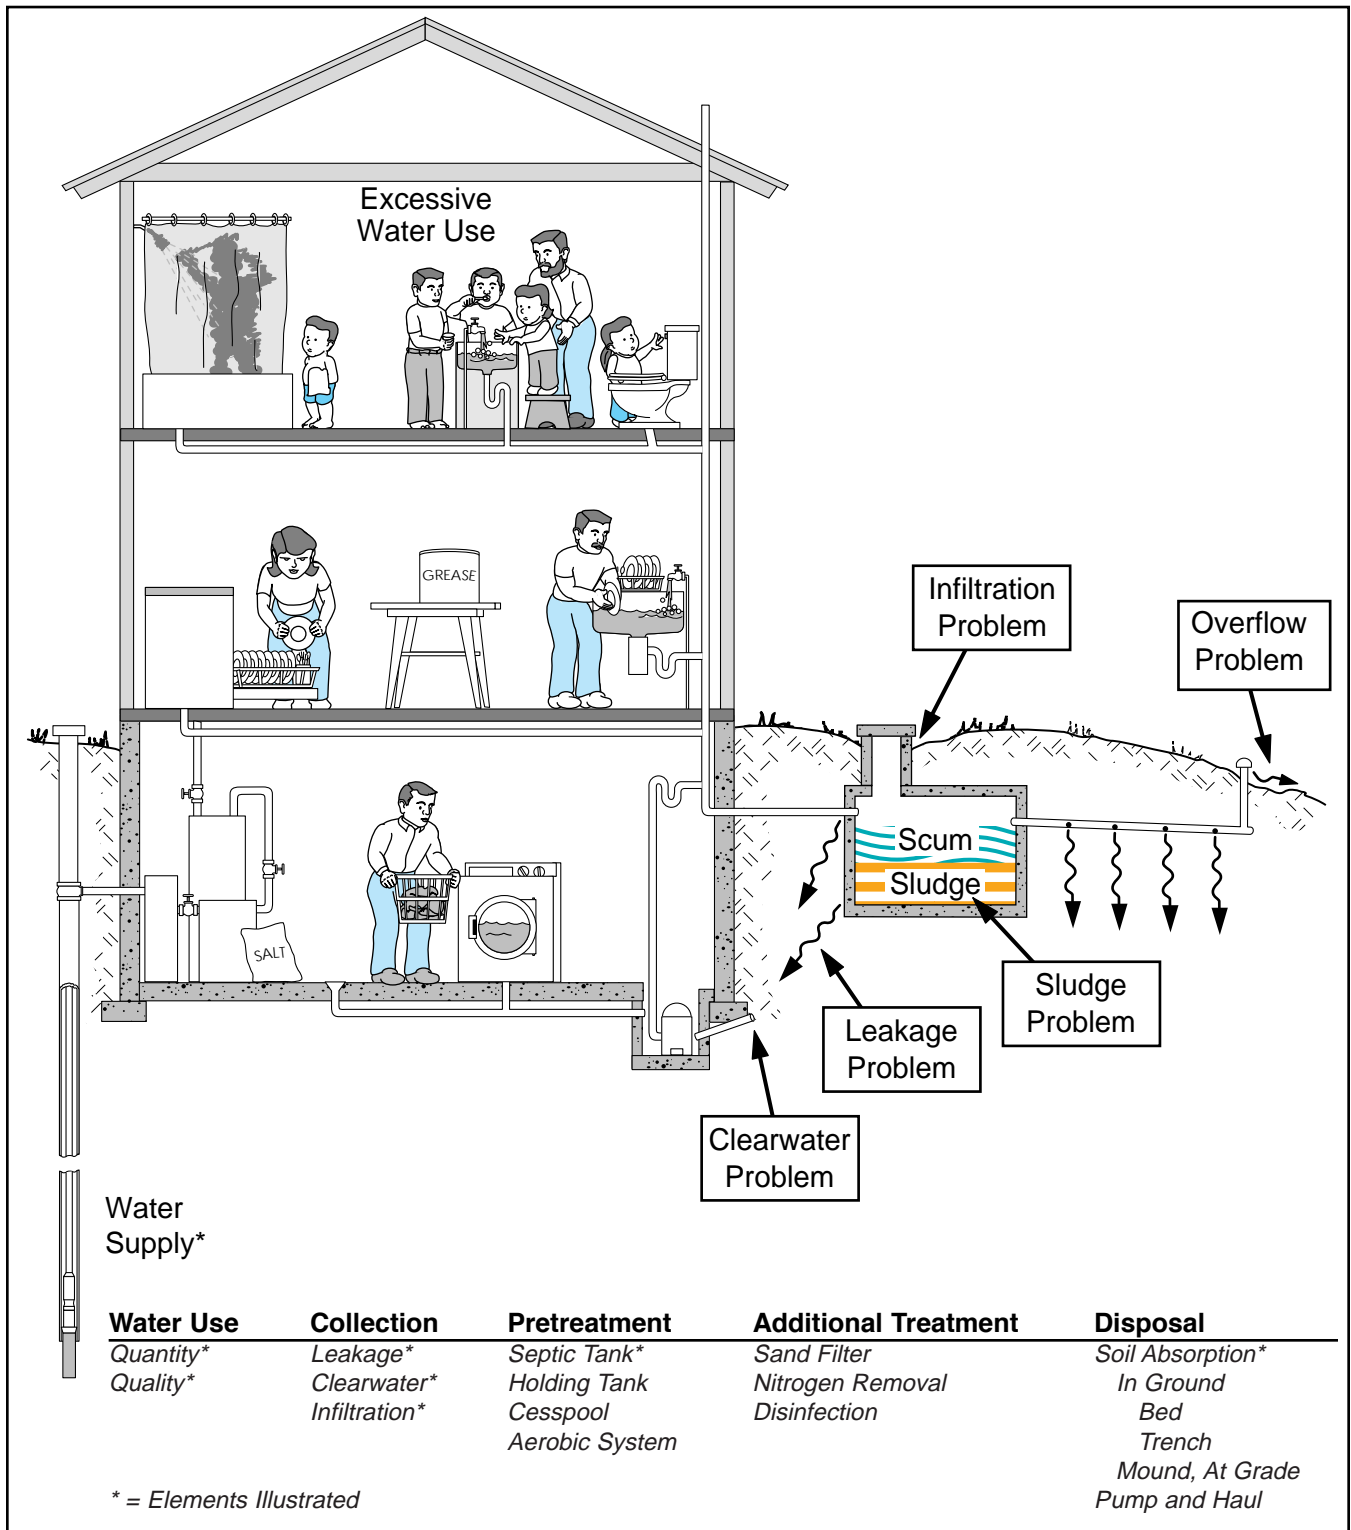 Excessive
Water Use
GREASE
Infiltration
Problem
Overflow
Problem
Scum
Sludge
SALT
Sludge
Problem
Leakage
Problem
Clearwater
Problem
Water
Supply*
Water Use Collection Pretreatment Additional Treatment Disposal
Quantity* Leakage* Septic Tank* Sand Filter Soil Absorption*
Quality* Clearwater* Holding Tank Nitrogen Removal In Ground
Infiltration* Cesspool Disinfection Bed
Aerobic System Trench
Mound, At Grade
* = Elements Illustrated Pump and Haul